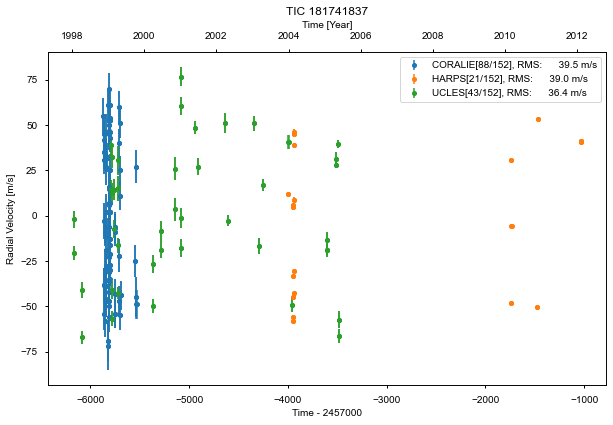 TIC 181741837
Time [Year]
1998 2000 2002 2004 2006 2008 2010 2012
CORALIE[88/152], RMS: 39.5 m/s
HARPS[21/152], RMS: 39.0 m/s
UCLES[43/152], RMS: 36.4 m/s
75
50
25
0
−25
−50
−75
Radial Velocity [m/s]
−6000 −5000 −4000 −3000 −2000 −1000
Time - 2457000